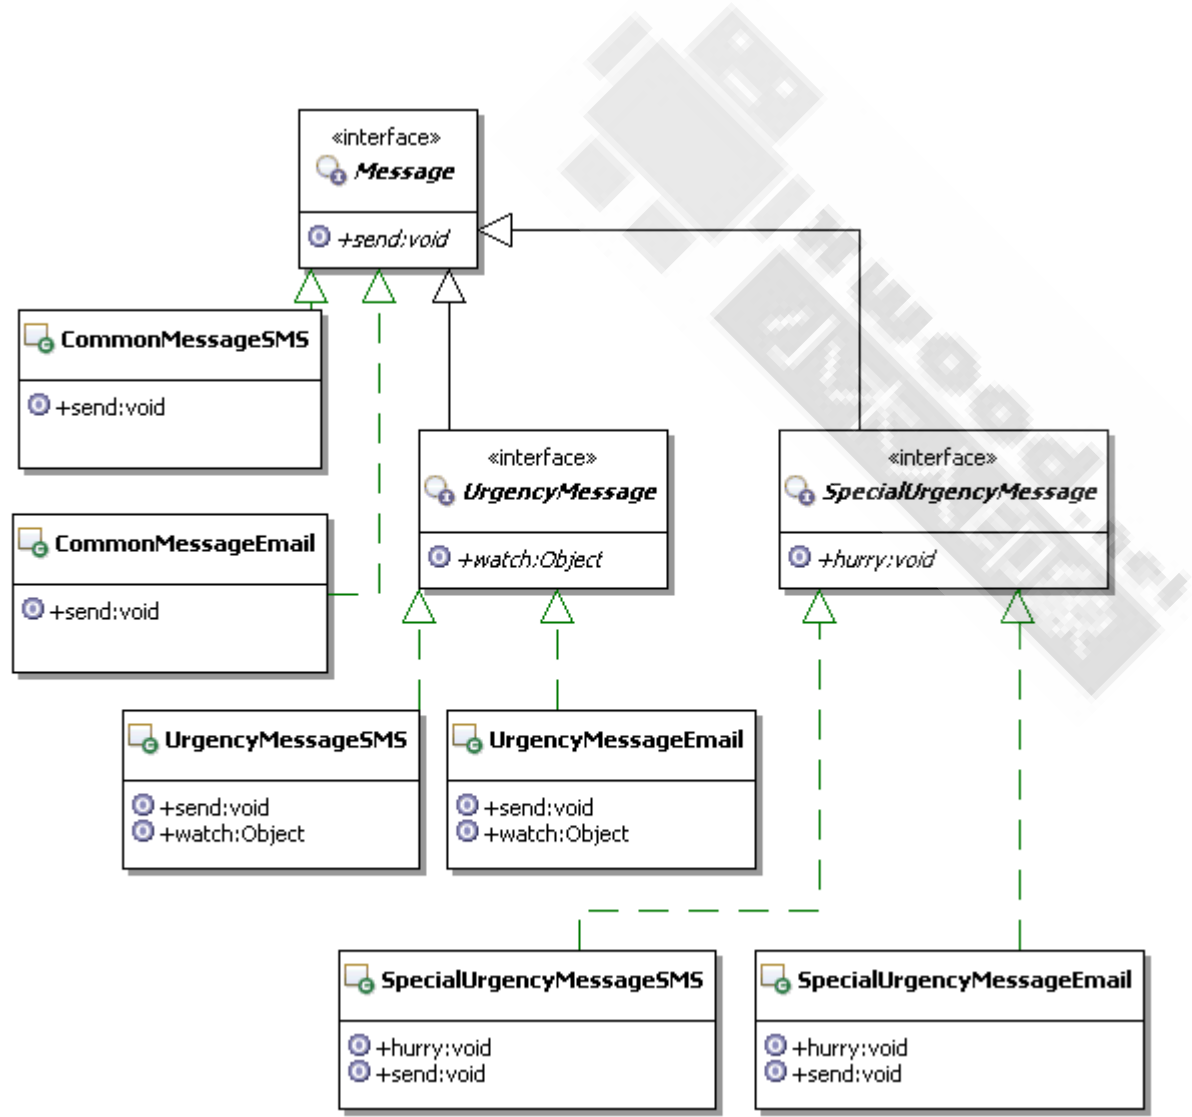 «interface»
Message
+send:void
CommonMessageSMS
+send:void
«interface»
UrgencyMessage
+watch:Object
«interface»
SpecialUrgencyMessage
+hurry:void
CommonMessageEmail
+send:void
UrgencyMessageSMS
+send:void
+watch:Object
UrgencyMessageEmail
+send:void
+watch:Object
SpecialUrgencyMessageSMS
+hurry:void
+send:void
SpecialUrgencyMessageEmail
+hurry:void
+send:void